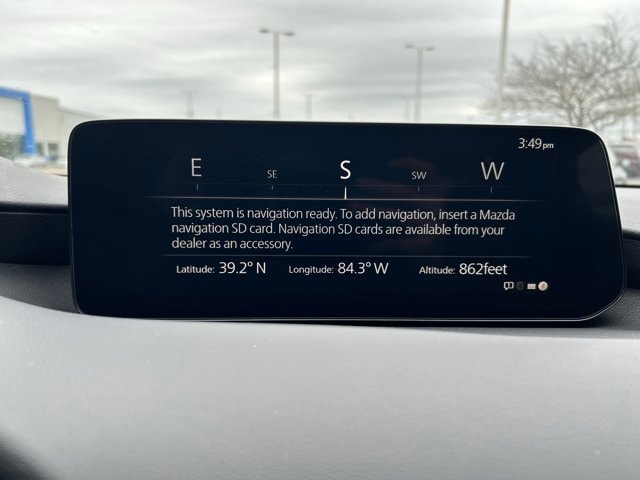 3:49pm
E SE S SW W
This system is navigation ready. To add navigation, insert a Mazda
navigation SD card. Navigation SD cards are available from your
dealer as an accessory.
Latitude: 39.2° N Longitude: 84.3° W Altitude: 862feet